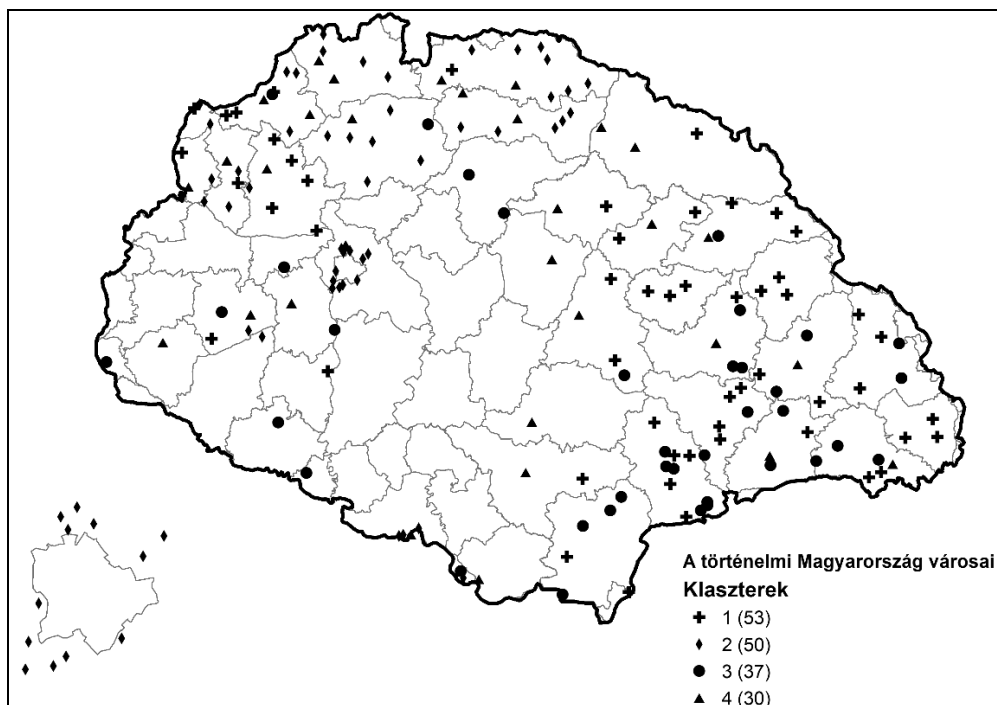 A történelmi Magyarország városai
Klaszterek
1 (53)
2 (50)
3 (37)
4 (30)